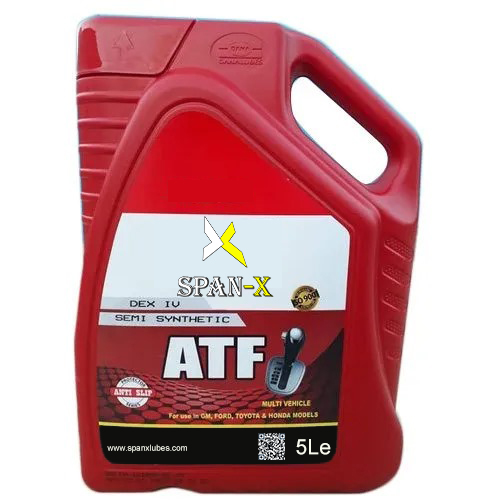 SPAN-X
DEX IV
SEMI SYNTHETIC
ISO 9001
ATF
ANTI SLIP
MULTI VEHICLE
For use in GM, FORD, TOYOTA & HONDA MODELS
www.spanxlubes.com
5Le